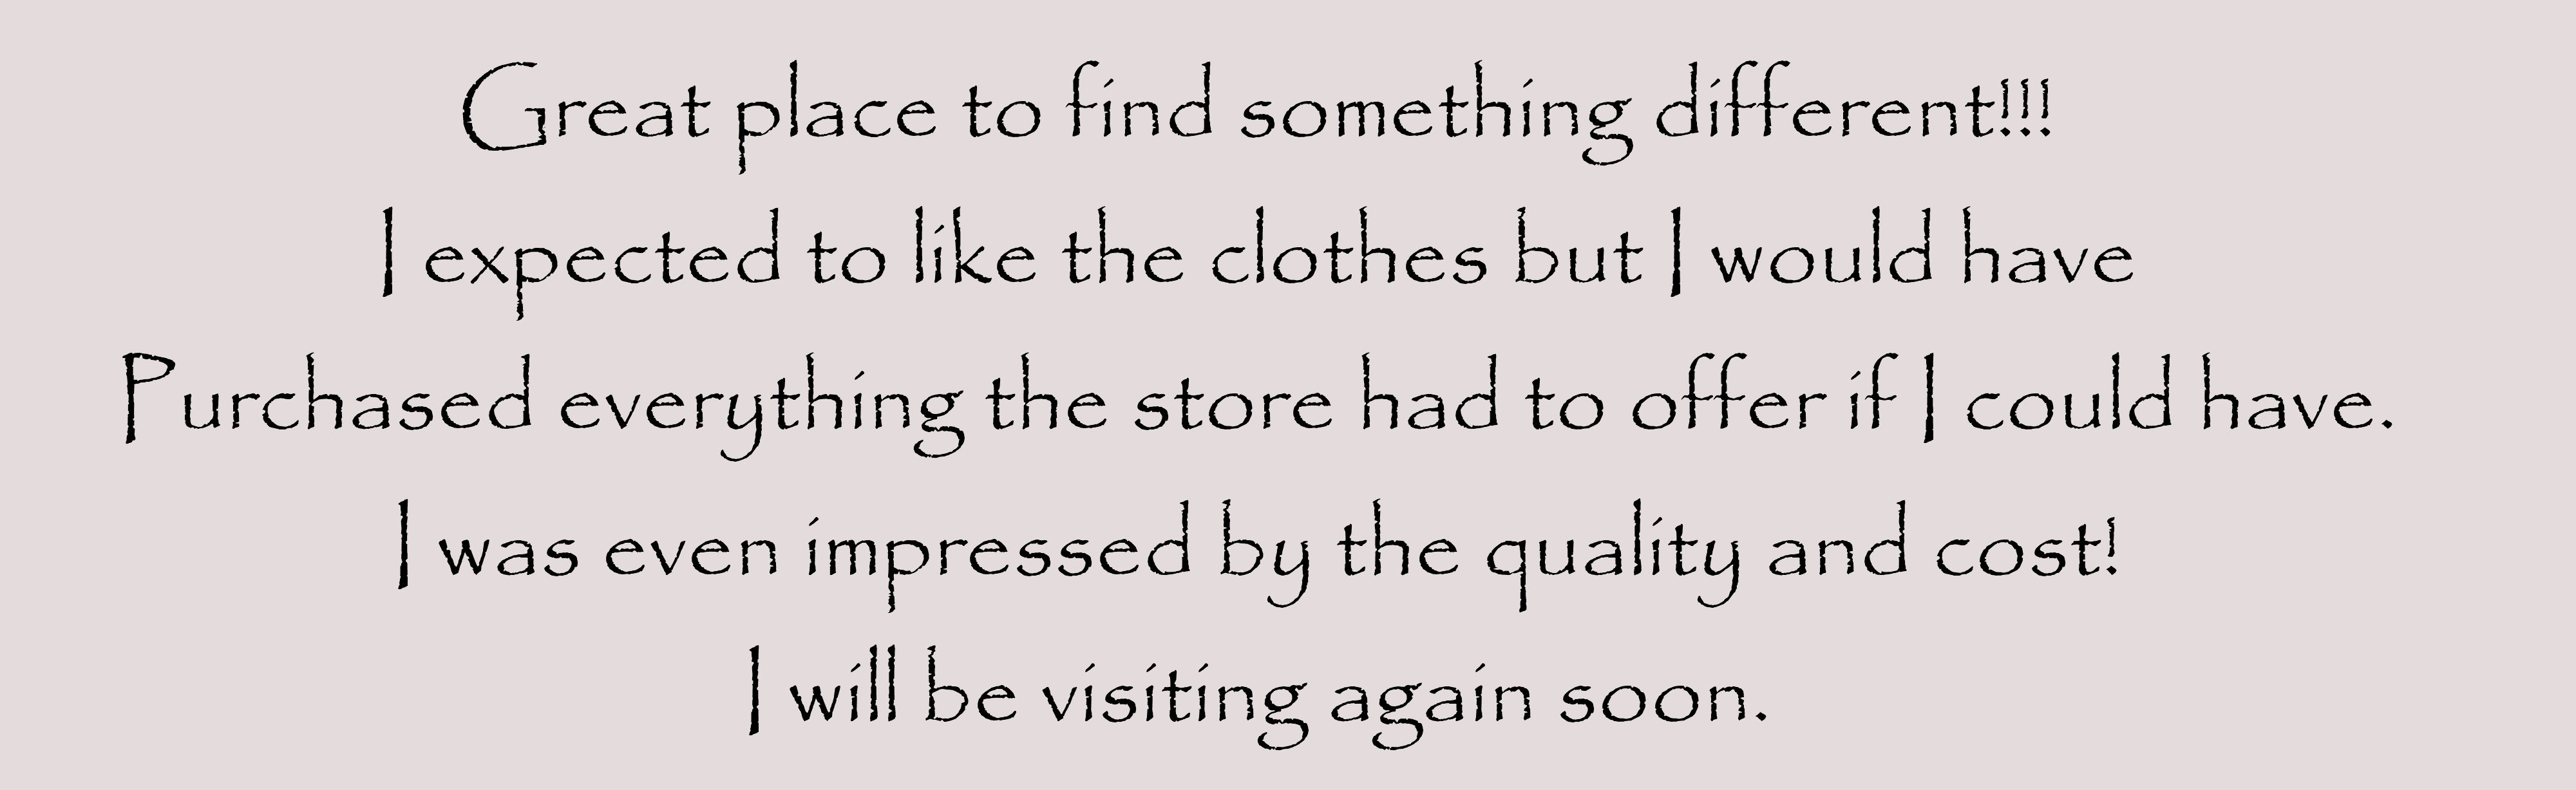 Great place to find something different!!!
I expected to like the clothes but I would have
Purchased everything the store had to offer if I could have.
I was even impressed by the quality and cost!
I will be visiting again soon.